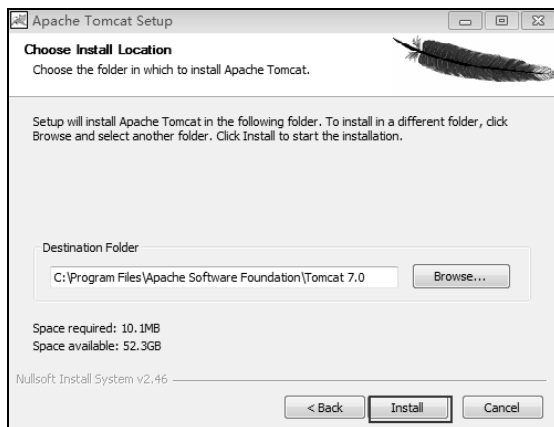 Apache Tomcat Setup
Choose Install Location
Choose the folder in which to install Apache Tomcat.
Setup will install Apache Tomcat in the following folder. To install in a different folder, click
Browse and select another folder. Click Install to start the installation.
Destination Folder
C:\Program Files\Apache Software Foundation\Tomcat 7.0
Browse...
Space required: 10.1MB
Space available: 52.3GB
Nullsoft Install System v2.46
< Back
Install
Cancel